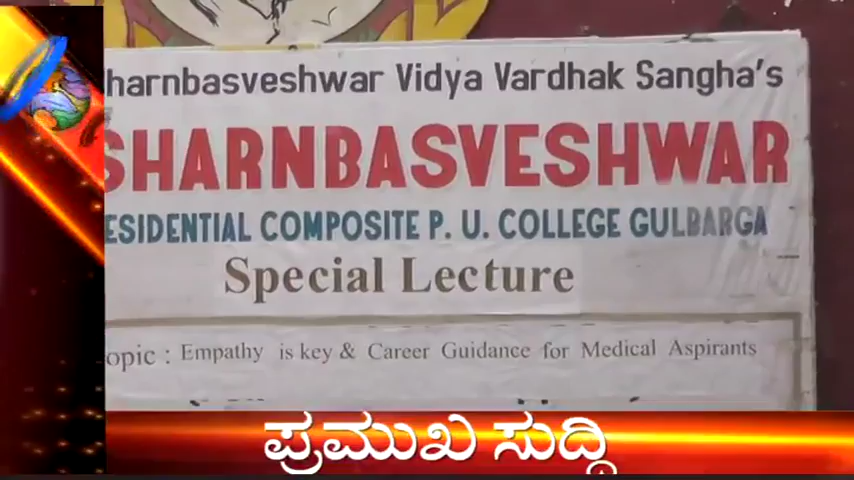 harnbasveshwar Vidya Vardhak Sangha's
SHARNBASVESHWAR
ESIDENTIAL COMPOSITE P. U. COLLEGE GULBARGA
Special Lecture
opic : Empathy is key & Career Guidance for Medical Aspirants
ಪ್ರಮುಖ ಸುದ್ದಿ